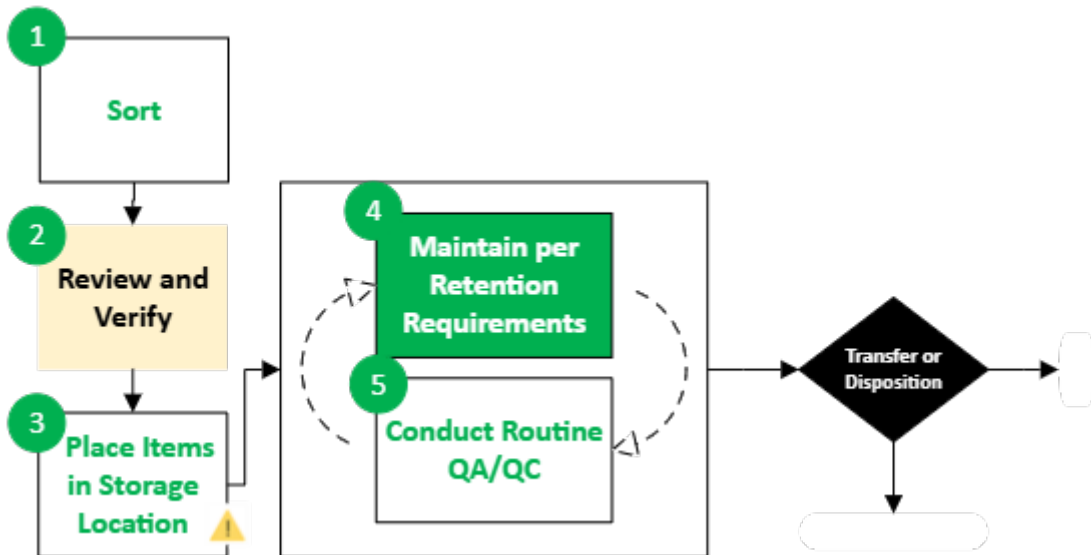 1
Sort
2
Review and
Verify
3
Place Items
in Storage
Location
4
Maintain per
Retention
Requirements
5
Conduct Routine
QA/QC
Transfer or
Disposition